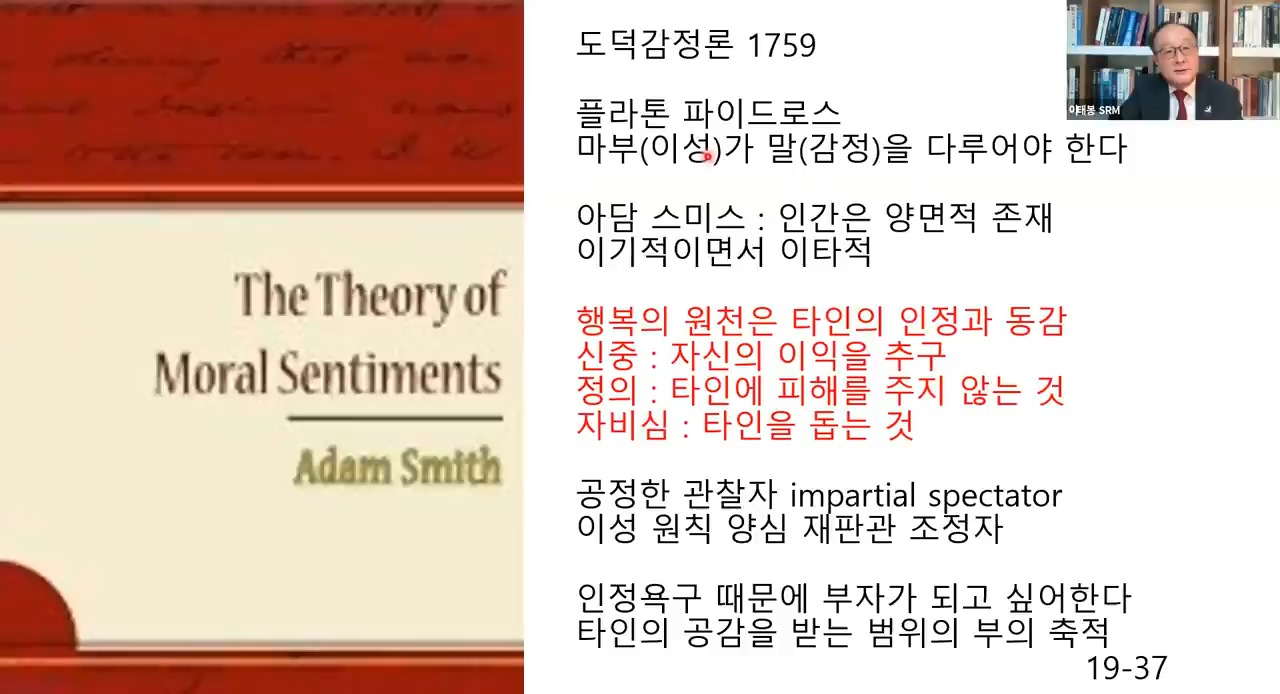 The Theory of
Moral Sentiments
Adam Smith
도덕감정론 1759
플라톤 파이드로스
마부(이성)가 말(감정)을 다루어야 한다
아담 스미스 : 인간은 양면적 존재
이기적이면서 이타적
행복의 원천은 타인의 인정과 동감
신중 : 자신의 이익을 추구
정의 : 타인에 피해를 주지 않는 것
자비심 : 타인을 돕는 것
공정한 관찰자 impartial spectator
이성 원칙 양심 재판관 조정자
인정욕구 때문에 부자가 되고 싶어한다
타인의 공감을 받는 범위의 부의 축적
19-37
이태봉 SRM